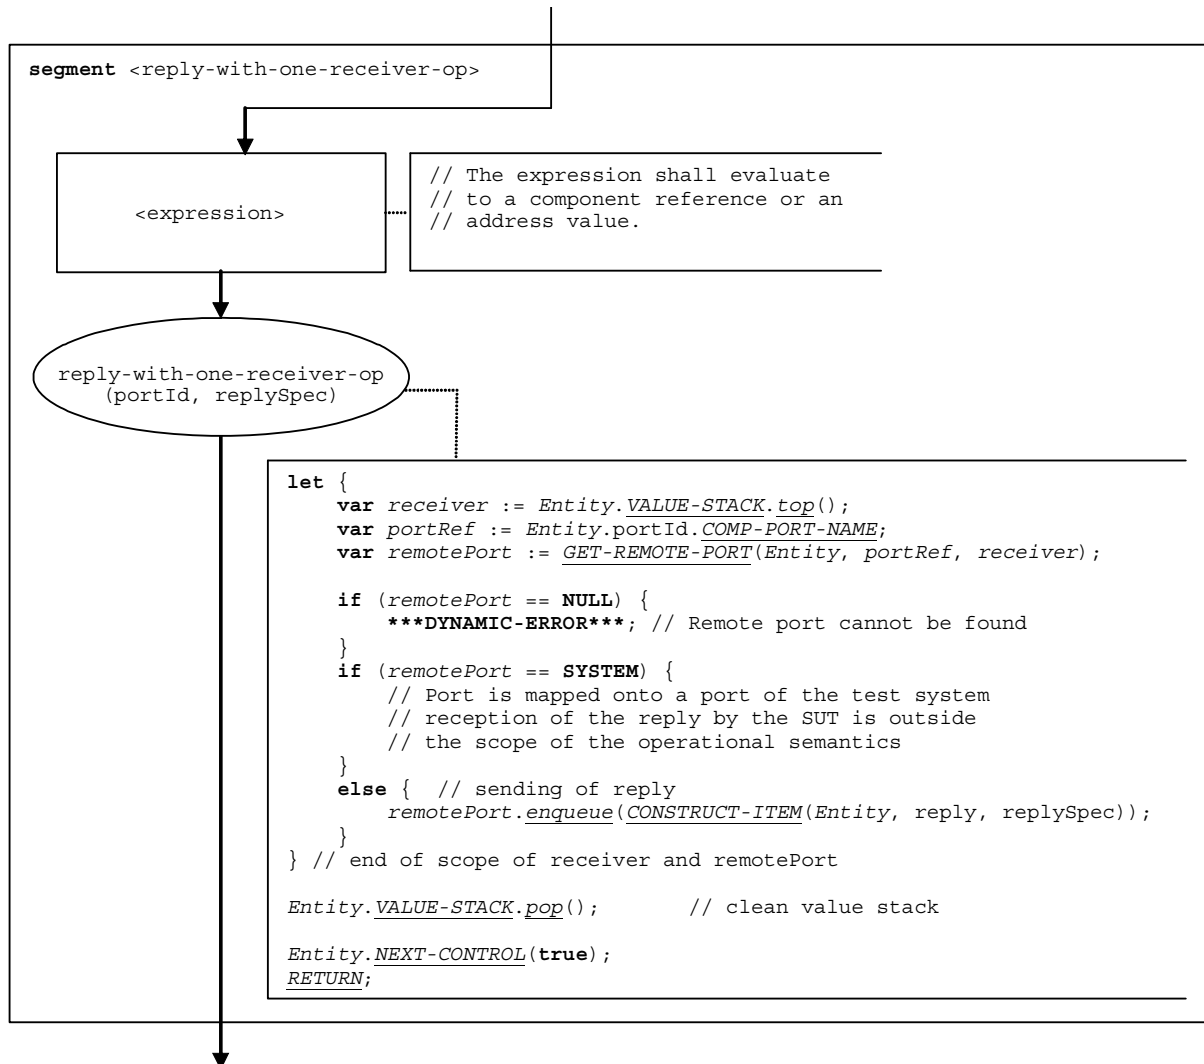 segment <reply-with-one-receiver-op>
<expression>
// The expression shall evaluate
// to a component reference or an
// address value.
reply-with-one-receiver-op
(portId, replySpec)
let {
var receiver := Entity.VALUE-STACK.top();
var portRef := Entity.portId.COMP-PORT-NAME;
var remotePort := GET-REMOTE-PORT(Entity, portRef, receiver);
if (remotePort == NULL) {
***DYNAMIC-ERROR***; // Remote port cannot be found
}
if (remotePort == SYSTEM) {
// Port is mapped onto a port of the test system
// reception of the reply by the SUT is outside
// the scope of the operational semantics
}
else { // sending of reply
remotePort.enqueue(CONSTRUCT-ITEM(Entity, reply, replySpec));
}
} // end of scope of receiver and remotePort
Entity.VALUE-STACK.pop(); // clean value stack
Entity.NEXT-CONTROL(true);
RETURN;